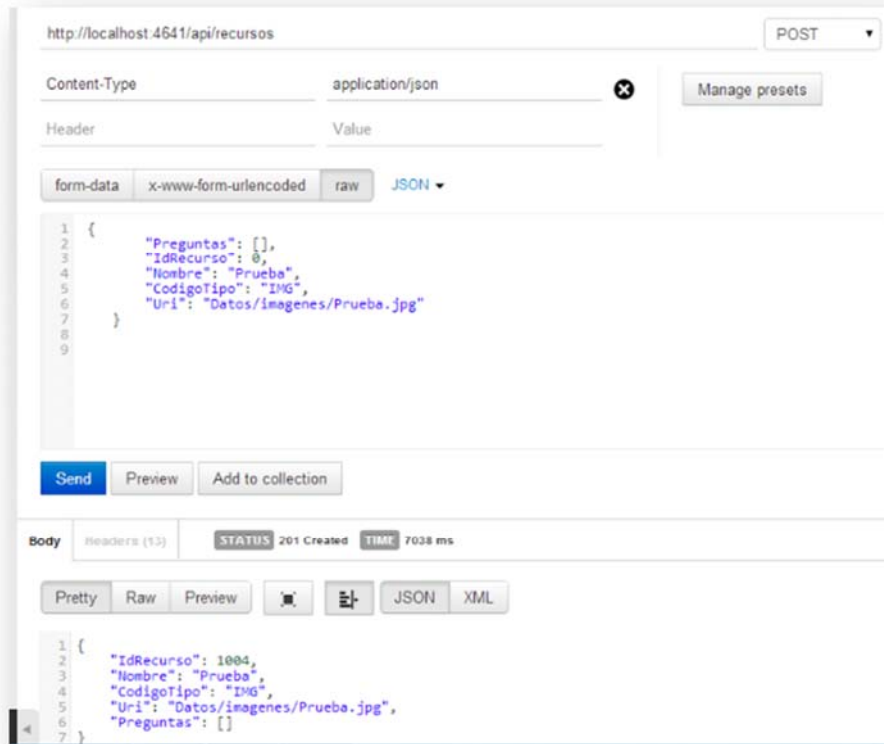 http://localhost:4641/api/recursos POST
Content-Type application/json Manage presets
Header Value
form-data x-www-form-urlencoded raw JSON
1 {
2 "Preguntas": [],
3 "IdRecurso": 0,
4 "Nombre": "Prueba",
5 "CodigoTipo": "IMG",
6 "Uri": "Datos/imagenes/Prueba.jpg"
7 }
8
9
Send Preview Add to collection
Body Headers (13) STATUS 201 Created TIME 7038 ms
Pretty Raw Preview JSON XML
1 {
2 "IdRecurso": 1004,
3 "Nombre": "Prueba",
4 "CodigoTipo": "IMG",
5 "Uri": "Datos/imagenes/Prueba.jpg",
6 "Preguntas": []
7 }